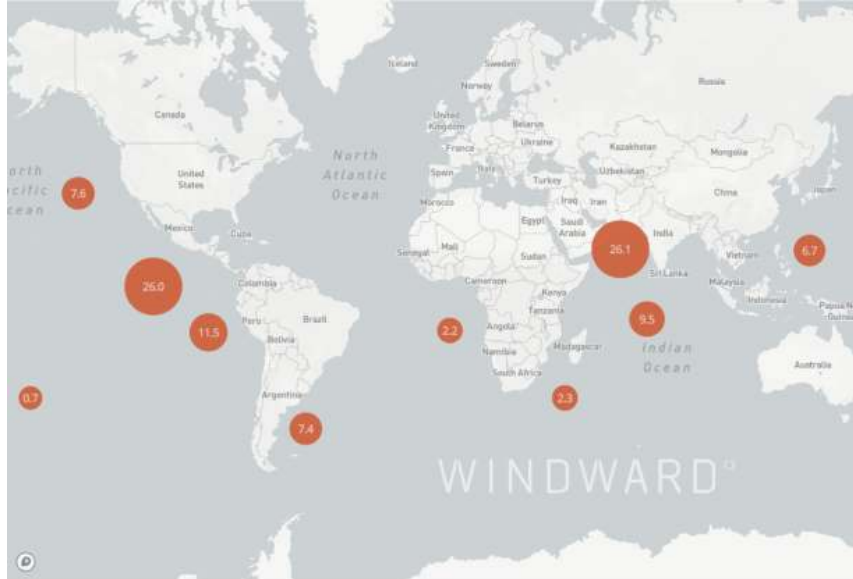 Iceland
Sweden
Russia
Norway
Canada
United
Kingdom
Belarus
Ukraine
France
Kazakhstan
Mongolia
North
Atlantic
Ocean
United
States
Spain
Italy
Turkey
Uzbekistan
China
Japan
7.6
Morocco
Iraq
Iran
Mexico
Cuba
Egypt
Saudi
Arabia
26.1
India
6.7
Senegal
Mali
Sudan
Vietnam
Sri Lanka
26.0
Colombia
Cameroon
Kenya
Malaysia
Indonesia
Tanzania
Papua N
Guinea
11.5
Peru
Brazil
2.2
Angola
9.5
Bolivia
Namibia
Madagascar
Indian
Ocean
South Africa
Australia
0.7
Argentina
2.3
7.4
WINDWARD